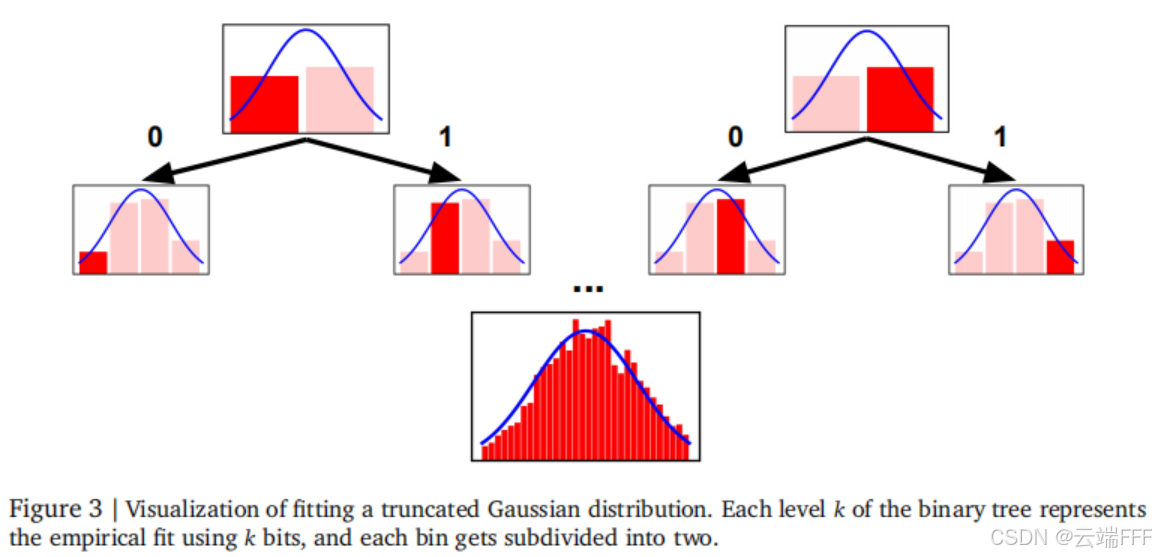 0 1 0 1
...
Figure 3 | Visualization of fitting a truncated Gaussian distribution. Each level k of the binary tree represents
the empirical fit using k bits, and each bin gets subdivided into two.
CSDN @云端FFF